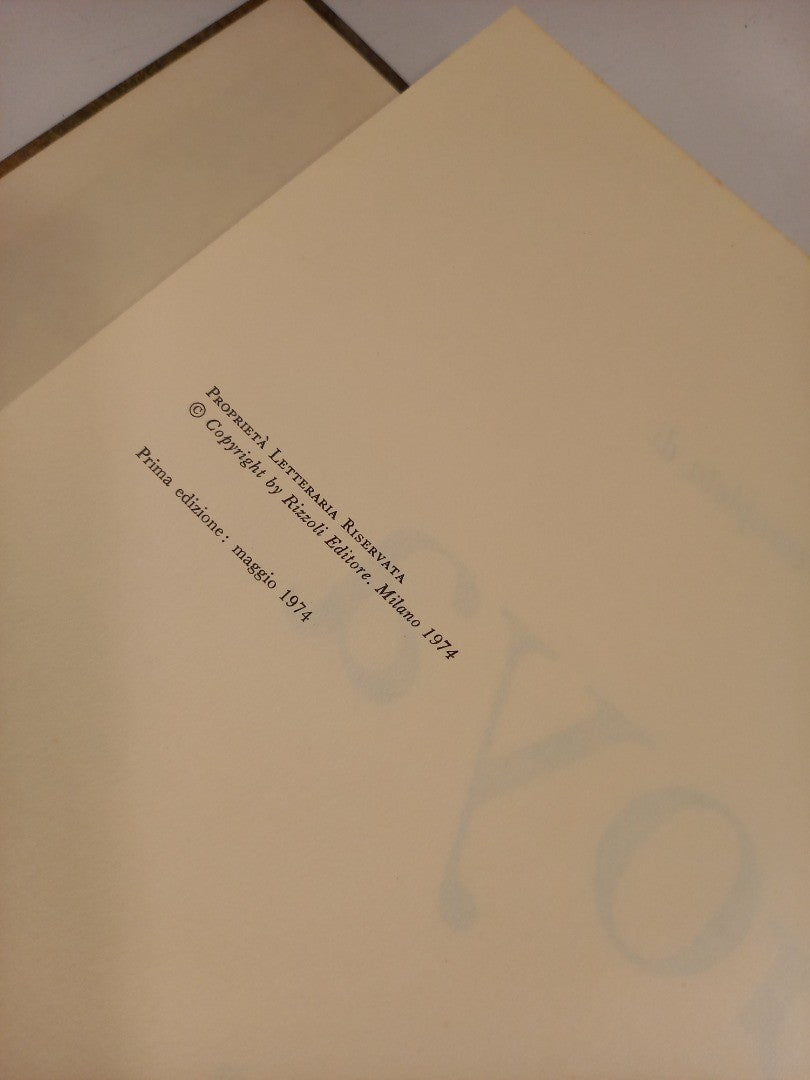 PROPRIETÀ LETTERARIA RISERVATA
© Copyright by Rizzoli Editore. Milano 1974
Prima edizione: maggio 1974